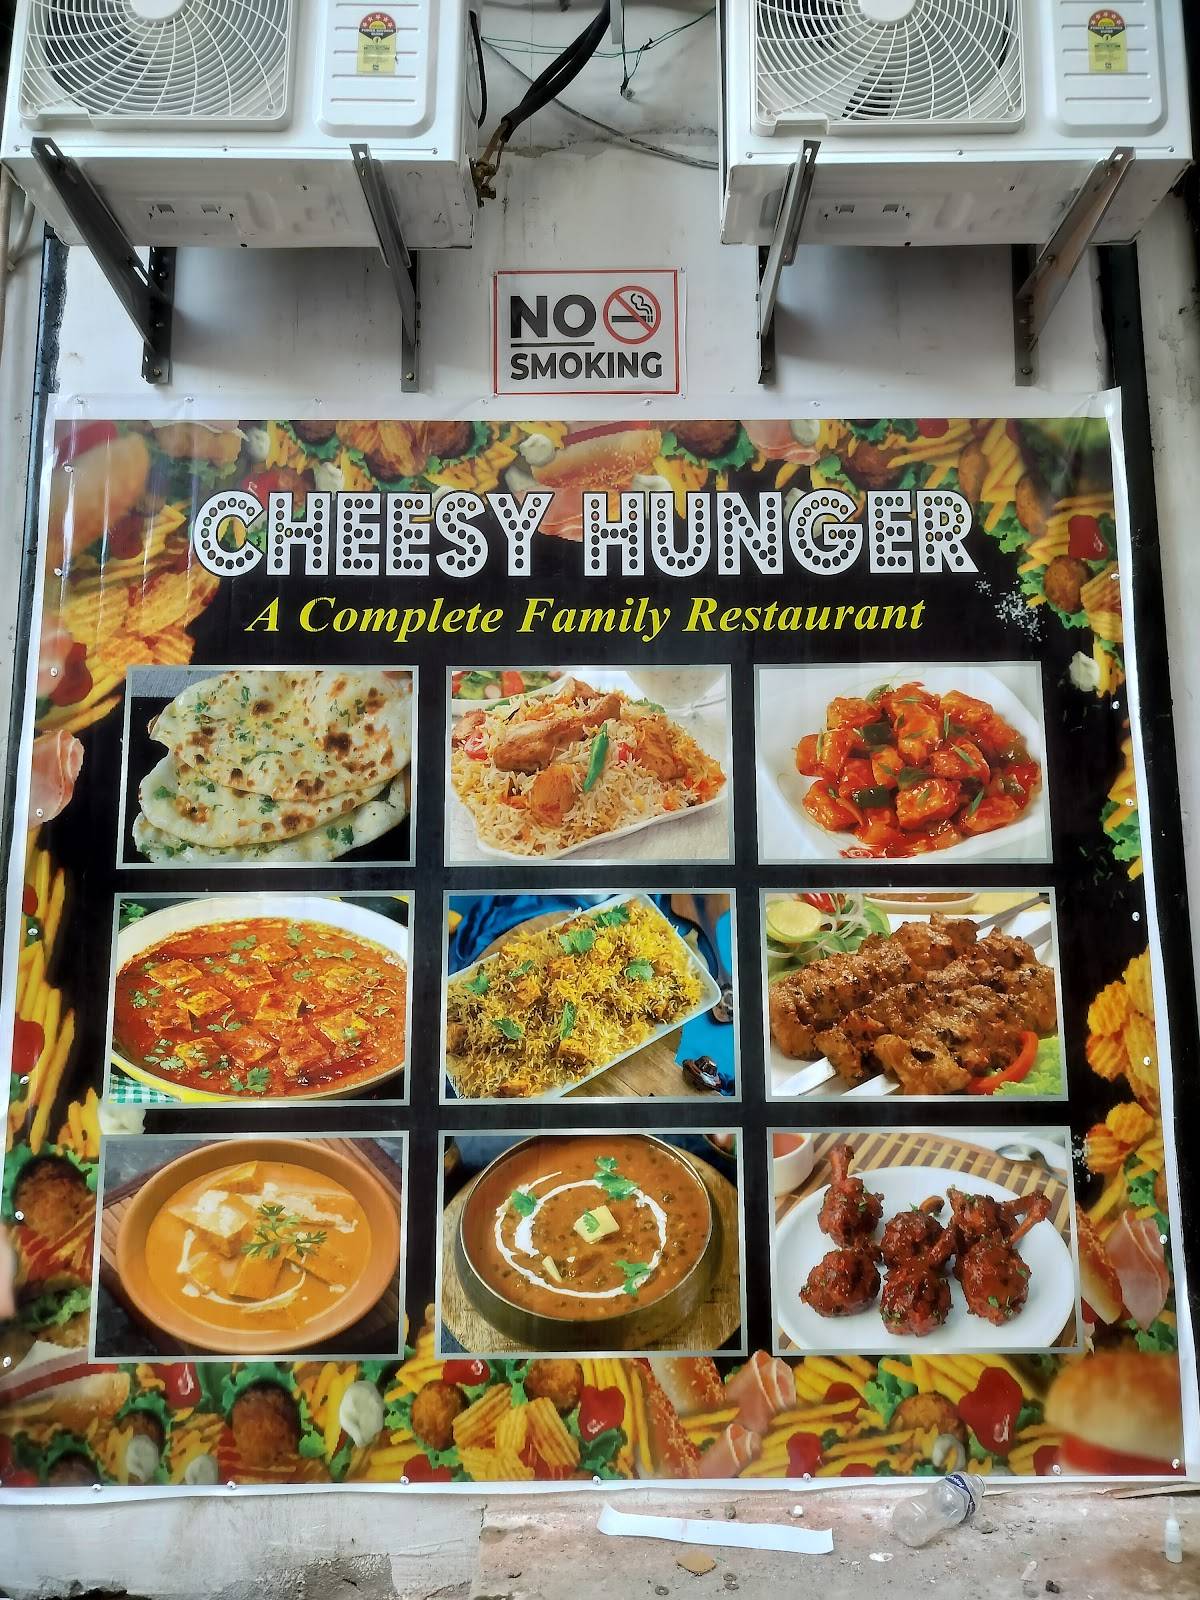 NO
SMOKING
CHEESY HUNGER
A Complete Family Restaurant